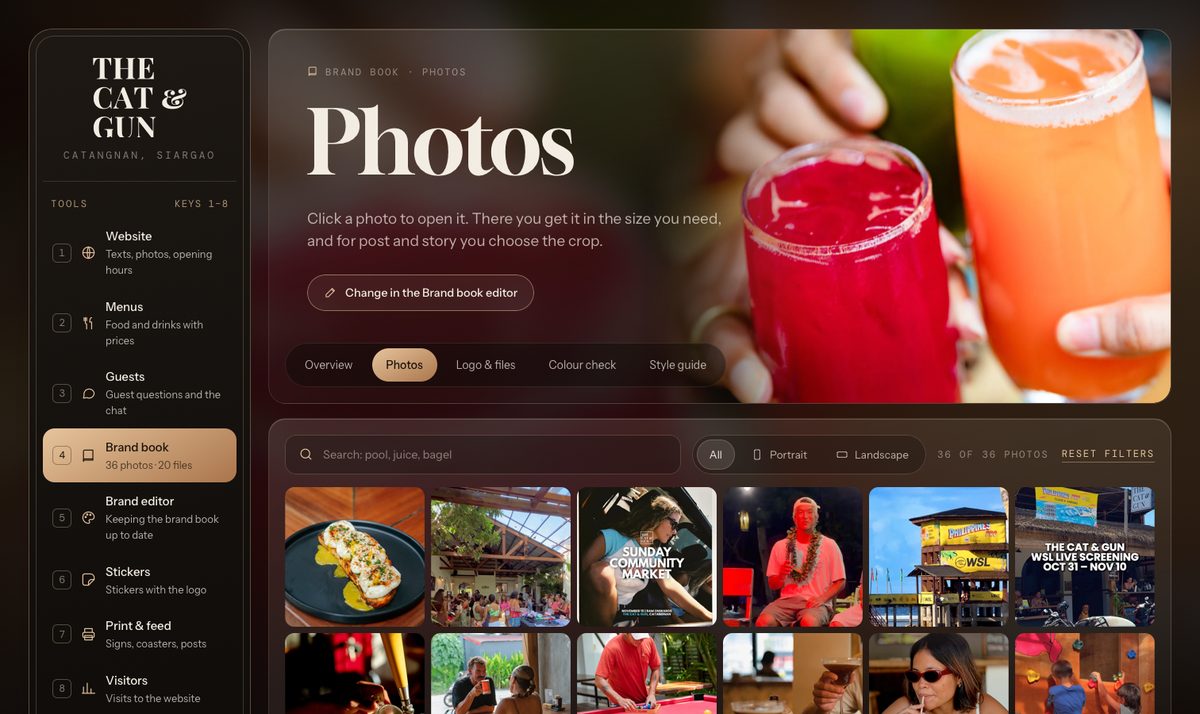 THE
CAT &
GUN
CATANGNAN, SIARGAO
TOOLS
KEYS 1–8
1
Website
Texts, photos, opening
hours
2
Menus
Food and drinks with
prices
3
Guests
Guest questions and the
chat
4
Brand book
36 photos · 20 files
5
Brand editor
Keeping the brand book
up to date
6
Stickers
Stickers with the logo
7
Print & feed
Signs, coasters, posts
8
Visitors
Visits to the website
BRAND BOOK · PHOTOS
Photos
Click a photo to open it. There you get it in the size you need,
and for post and story you choose the crop.
Change in the Brand book editor
Overview
Photos
Logo & files
Colour check
Style guide
Search: pool, juice, bagel
All
Portrait
Landscape
36 OF 36 PHOTOS
RESET FILTERS
SUNDAY
COMMUNITY
MARKET
PHILIPPINES
WSL
THE CAT & GUN
WSL LIVE SCREENING
OCT 31 – NOV 10